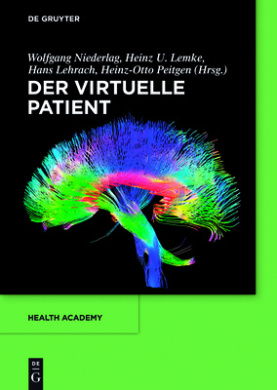 DE GRUYTER
Wolfgang Niederlag, Heinz U. Lemke,
Hans Lehrach, Heinz-Otto Peitgen (Hrsg.)
DER VIRTUELLE
PATIENT
HEALTH ACADEMY
DE
G